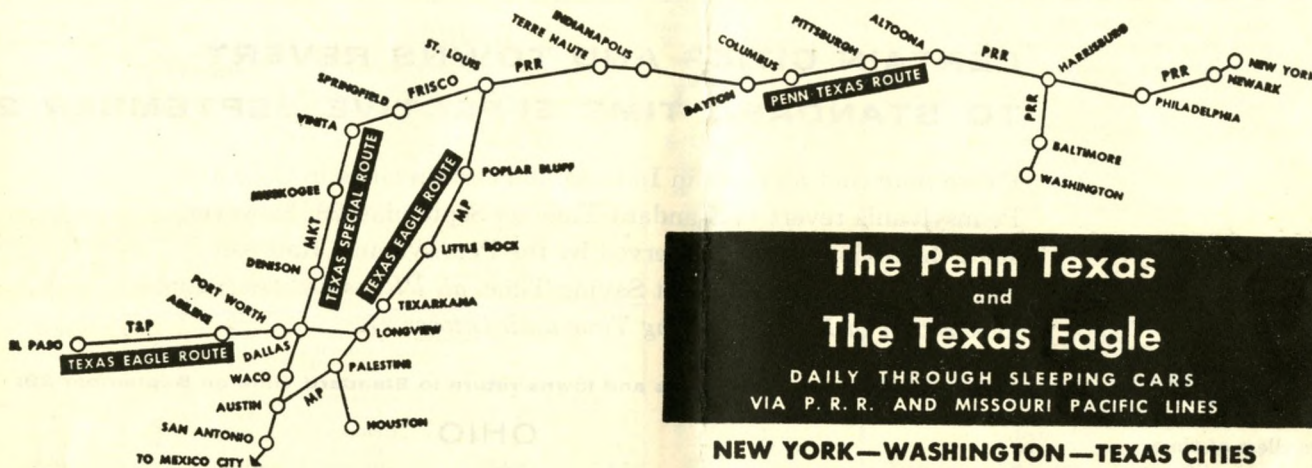 NEW YORK
NEWARK
PRR
PHILADELPHIA
HARRISBURG
PRR
PRR
BALTIMORE
WASHINGTON
ALTOONA
PITTSBURGH
COLUMBUS
DAYTON
PENN TEXAS ROUTE
INDIANAPOLIS
TERRE HAUTE
PRR
ST. LOUIS
FRISCO
SPRINGFIELD
VINITA
TEXAS SPECIAL ROUTE
MUSKOGEE
MKT
DENISON
TEXAS EAGLE ROUTE
POPLAR BLUFF
MP
LITTLE ROCK
TEXARKANA
LONGVIEW
PALESTINE
HOUSTON
MP
FORT WORTH
ABILENE
T&P
EL PASO
TEXAS EAGLE ROUTE
DALLAS
WACO
AUSTIN
SAN ANTONIO
TO MEXICO CITY
The Penn Texas
and
The Texas Eagle
DAILY THROUGH SLEEPING CARS
VIA P.R.R. AND MISSOURI PACIFIC LINES
NEW YORK—WASHINGTON—TEXAS CITIES
OHIO